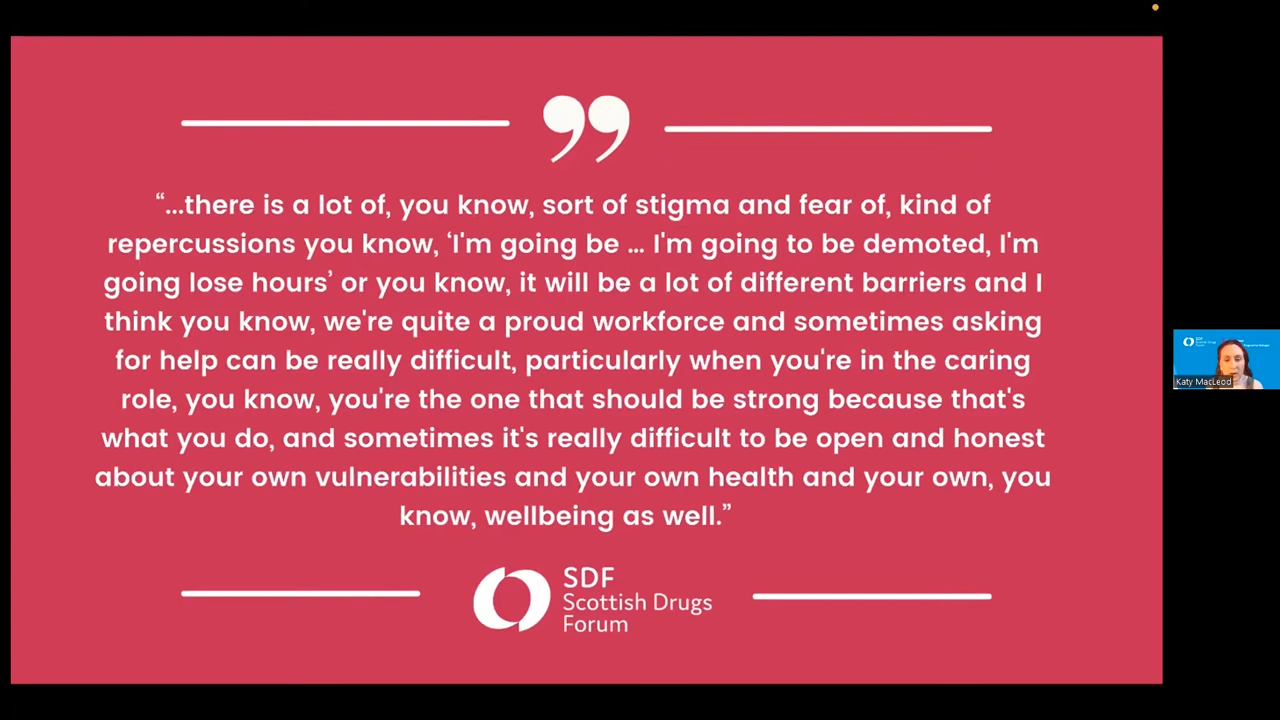 ”
“...there is a lot of, you know, sort of stigma and fear of, kind of
repercussions you know, ‘I'm going be ... I'm going to be demoted, I'm
going lose hours’ or you know, it will be a lot of different barriers and I
think you know, we're quite a proud workforce and sometimes asking
for help can be really difficult, particularly when you're in the caring
role, you know, you're the one that should be strong because that's
what you do, and sometimes it's really difficult to be open and honest
about your own vulnerabilities and your own health and your own, you
know, wellbeing as well.”
SDF
Scottish Drugs
Forum
SDF
Scottish Drugs
Forum
Katy MacLeod